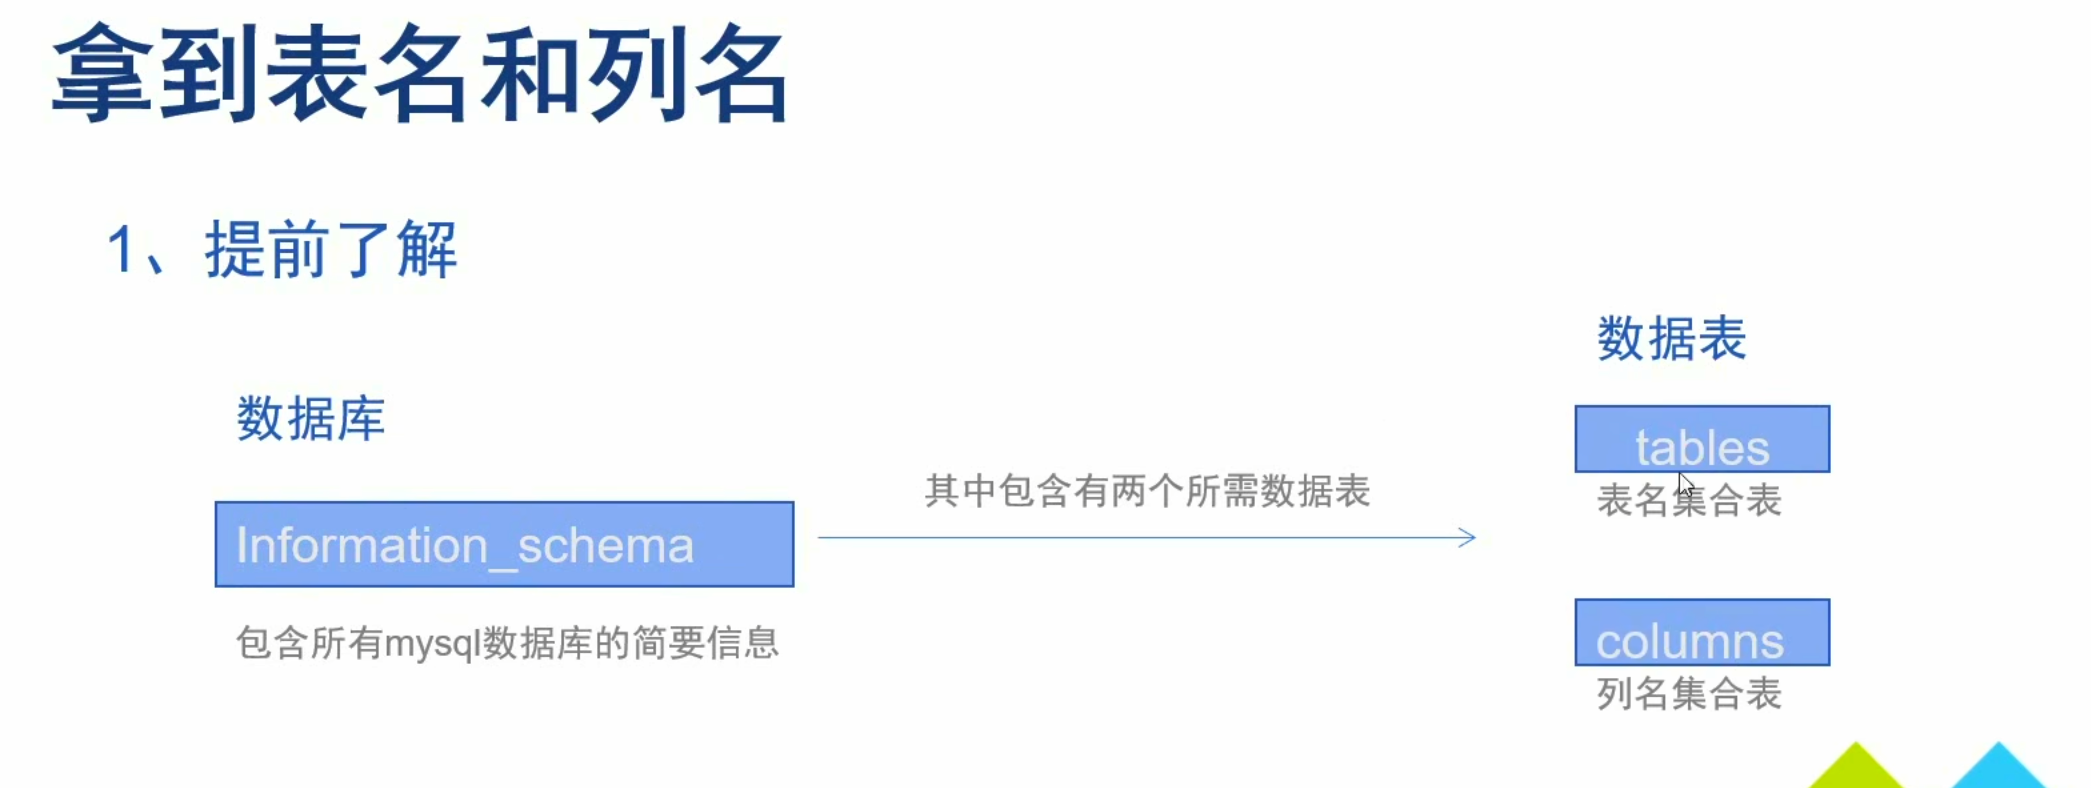 拿到表名和列名
1、提前了解
数据库
Information_schema
包含所有mysql数据库的简要信息
其中包含有两个所需数据表
数据表
tables
表名集合表
columns
列名集合表